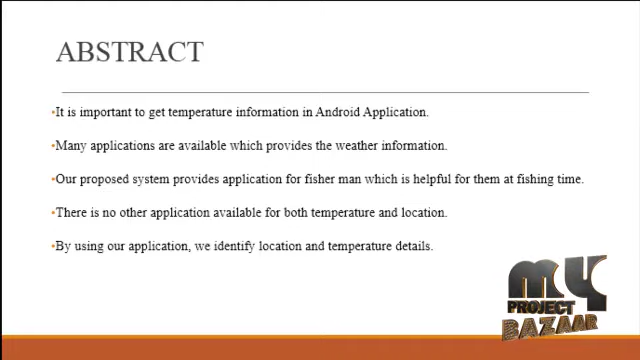 ABSTRACT
•It is important to get temperature information in Android Application.
•Many applications are available which provides the weather information.
•Our proposed system provides application for fisher man which is helpful for them at fishing time.
•There is no other application available for both temperature and location.
•By using our application, we identify location and temperature details.
MY
PROJECT
BAZAAR